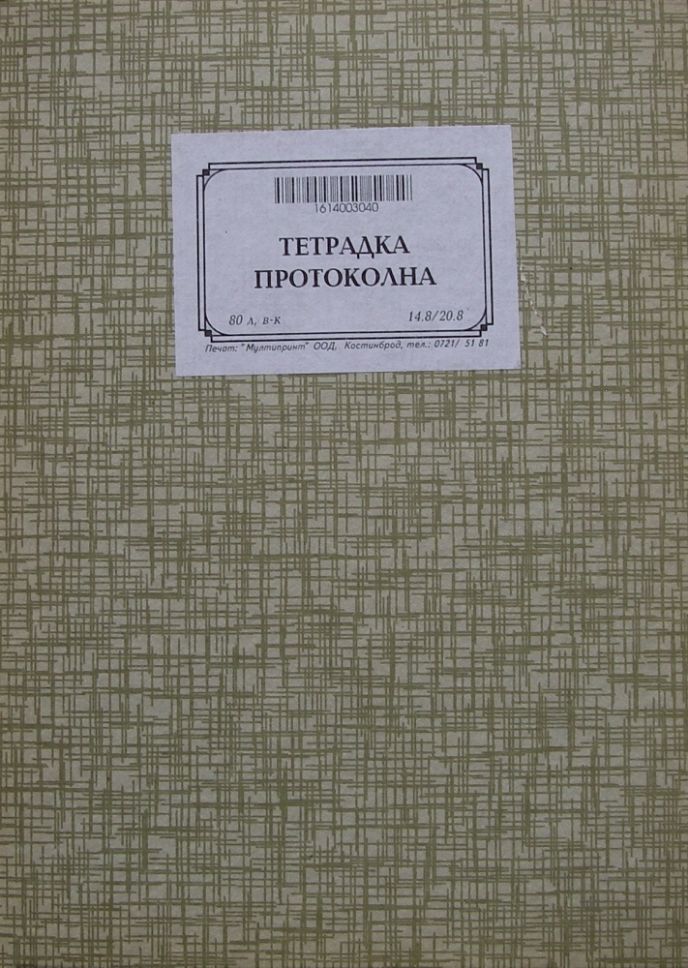 1614003040
ТЕТРАДКА
ПРОТОКОЛНА
80 л, в-к 14.8/20.8
Печат: "Мултипринт" ООД, Костинброд, тел.: 0721/ 51 81